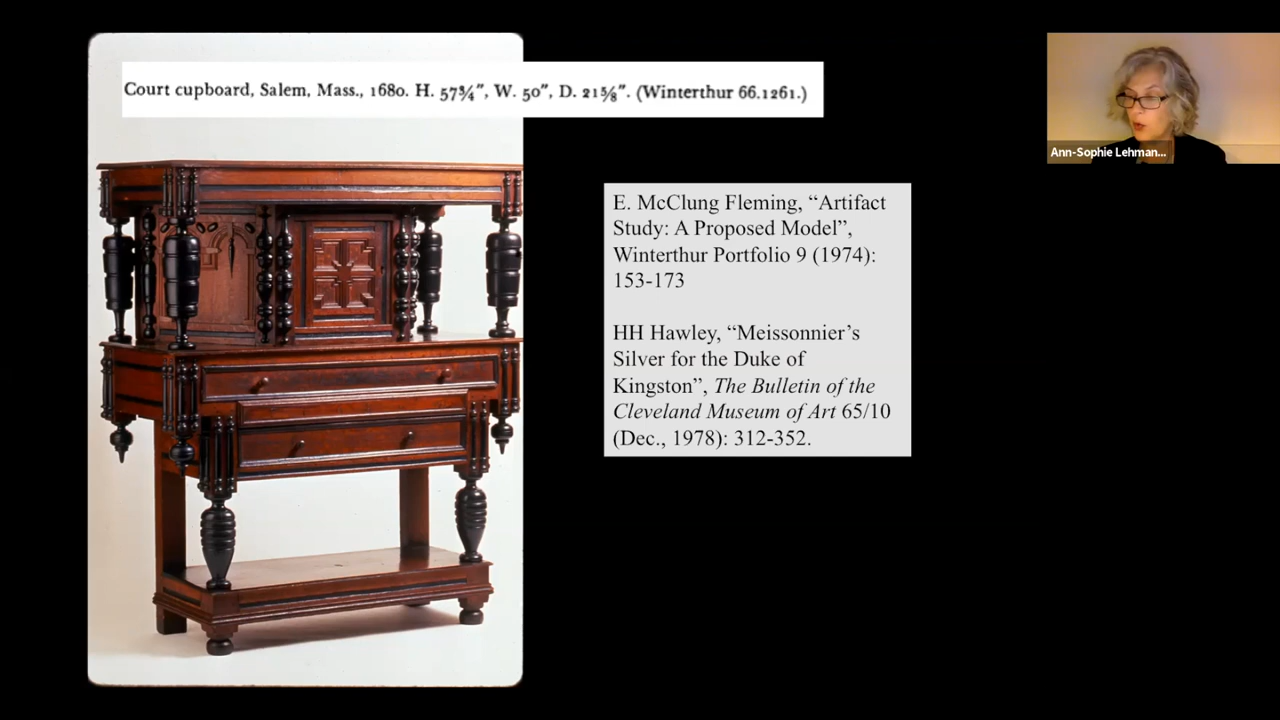 Court cupboard, Salem, Mass., 1680. H. 57¾″, W. 50″, D. 21⅝″. (Winterthur 66.1261.)
Ann-Sophie Lehman...
E. McClung Fleming, “Artifact
Study: A Proposed Model”,
Winterthur Portfolio 9 (1974):
153-173
HH Hawley, “Meissonnier’s
Silver for the Duke of
Kingston”, The Bulletin of the
Cleveland Museum of Art 65/10
(Dec., 1978): 312-352.